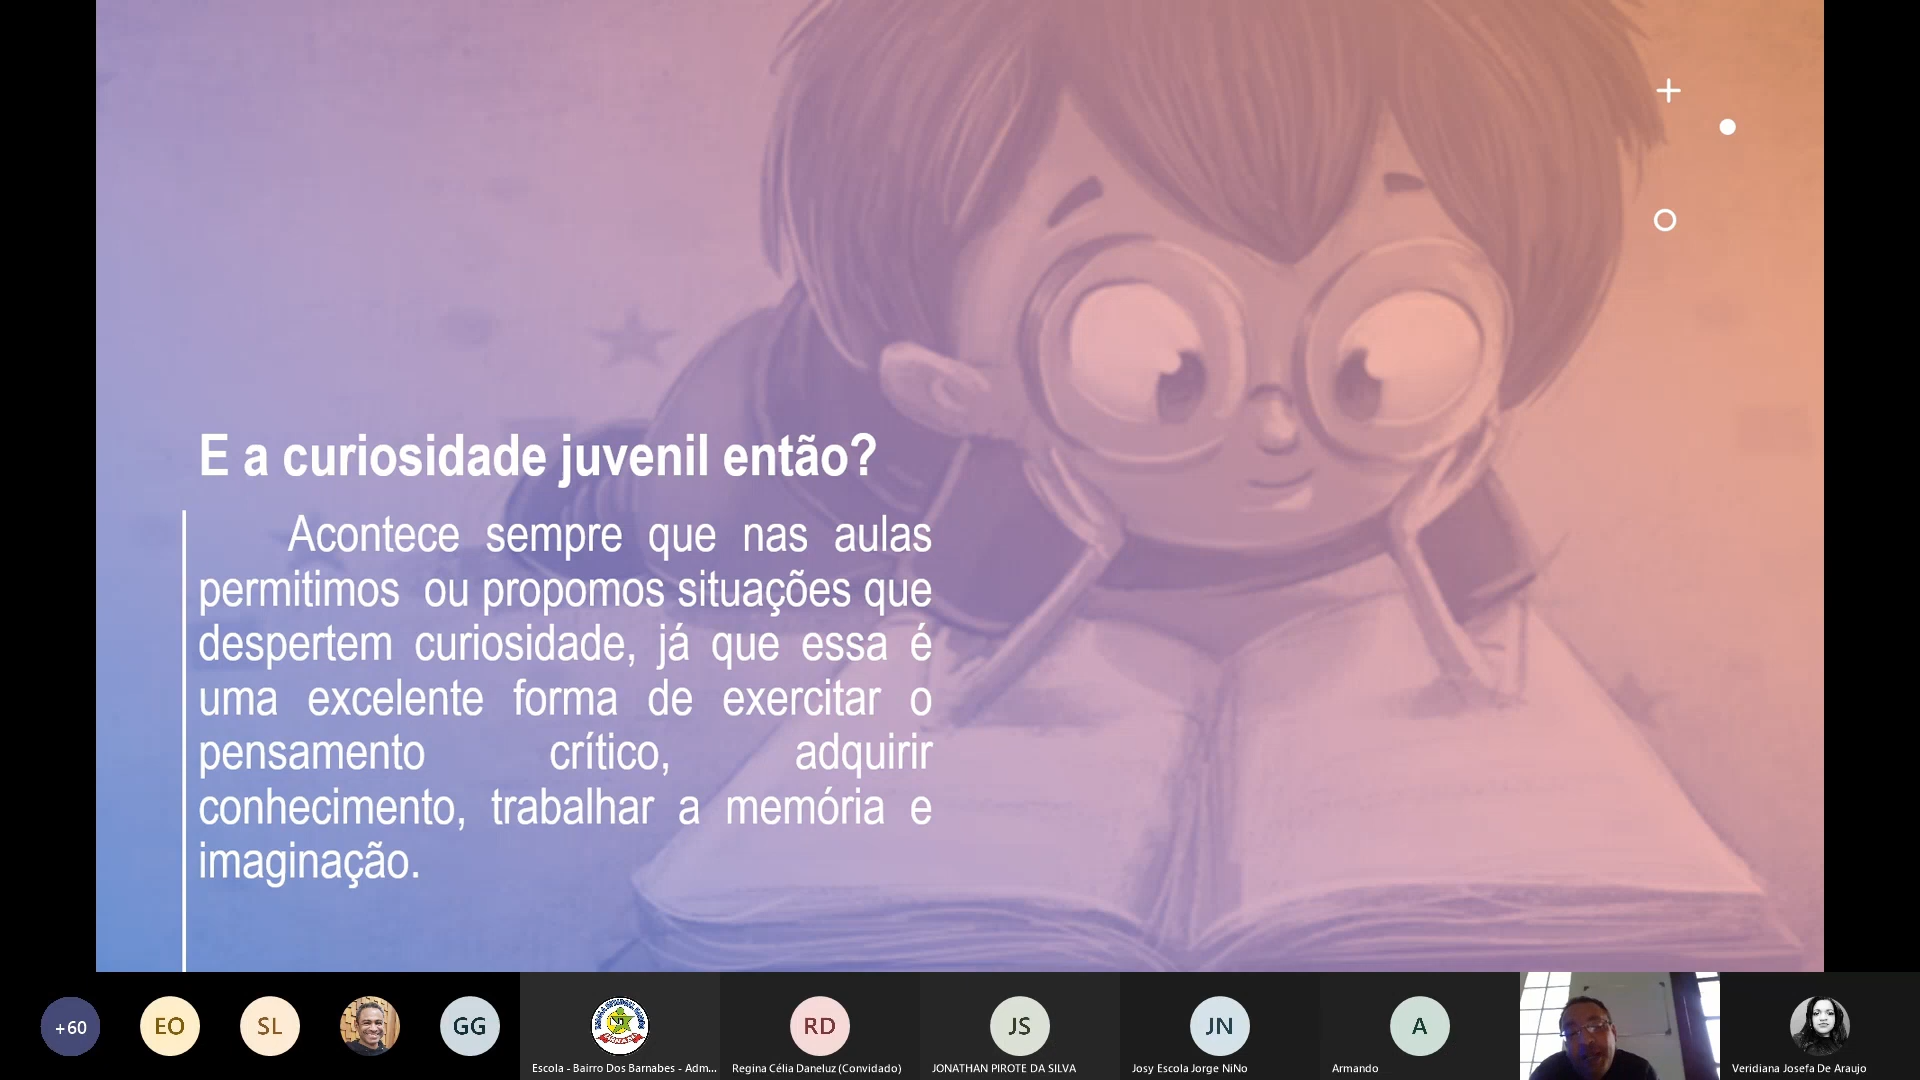 E a curiosidade juvenil então?
Acontece sempre que nas aulas
permitimos ou propomos situações que
despertem curiosidade, já que essa é
uma excelente forma de exercitar o
pensamento crítico, adquirir
conhecimento, trabalhar a memória e
imaginação.
+60
EO
SL
GG
RD
JS
JN
A
Escola - Bairro Dos Barnabes - Adm...
Regina Célia Daneluz (Convidado)
JONATHAN PIROTE DA SILVA
Josy Escola Jorge NiNo
Armando
Veridiana Josefa De Araujo